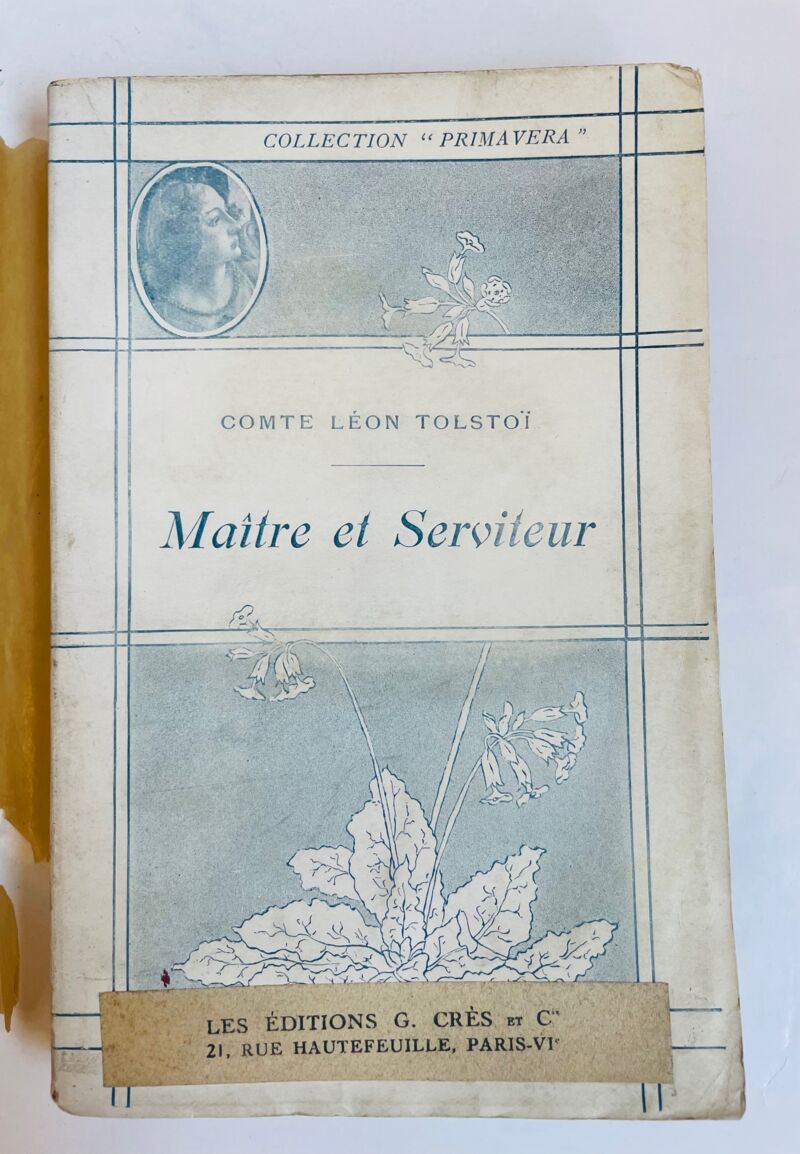 COLLECTION “ PRIMAVERA ”
COMTE LÉON TOLSTOÏ
Maître et Serviteur
LES ÉDITIONS G. CRÈS ET Cie
21, RUE HAUTEFEUILLE, PARIS-VIe